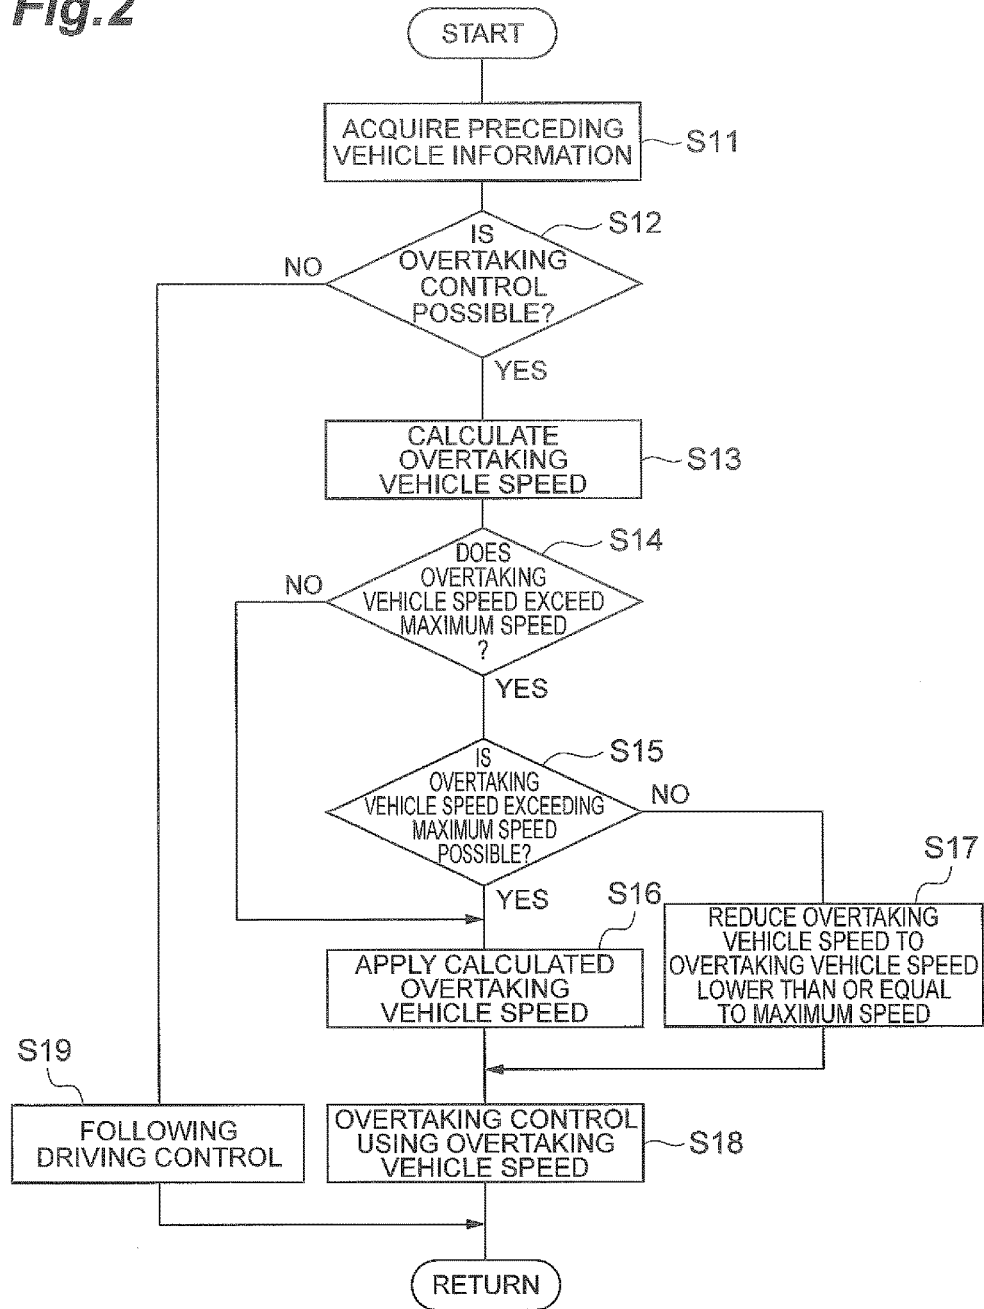 Fig.2
START
ACQUIRE PRECEDING
VEHICLE INFORMATION
S11
IS
OVERTAKING
CONTROL
POSSIBLE?
S12
NO
YES
CALCULATE
OVERTAKING
VEHICLE SPEED
S13
DOES
OVERTAKING
VEHICLE SPEED EXCEED
MAXIMUM SPEED
?
S14
NO
YES
IS
OVERTAKING
VEHICLE SPEED EXCEEDING
MAXIMUM SPEED
POSSIBLE?
S15
NO
YES
S16
APPLY CALCULATED
OVERTAKING
VEHICLE SPEED
S17
REDUCE OVERTAKING
VEHICLE SPEED TO
OVERTAKING VEHICLE SPEED
LOWER THAN OR EQUAL
TO MAXIMUM SPEED
S19
FOLLOWING
DRIVING CONTROL
OVERTAKING CONTROL
USING OVERTAKING
VEHICLE SPEED
S18
RETURN